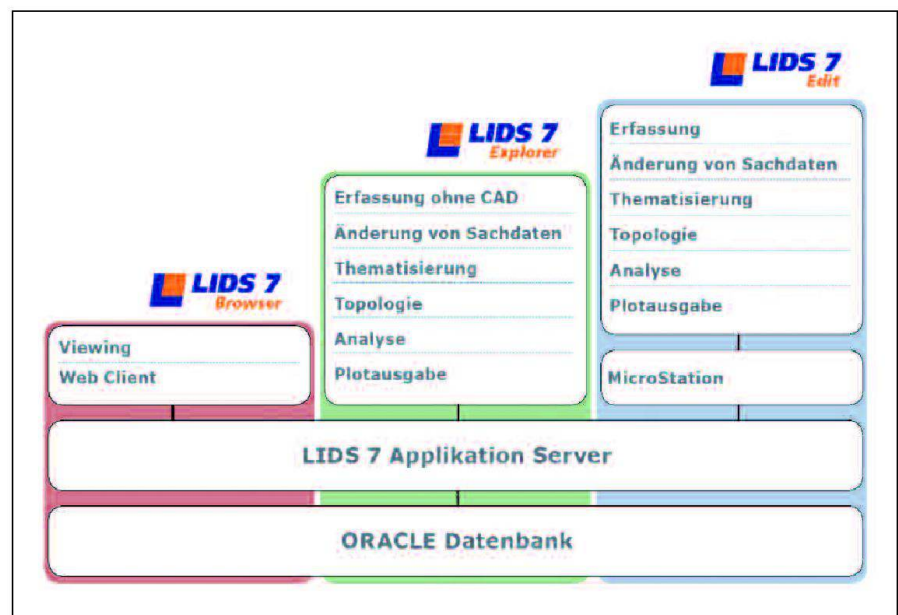 LIDS 7
Edit
Erfassung
Änderung von Sachdaten
Thematisierung
Topologie
Analyse
Plotausgabe
MicroStation
LIDS 7
Explorer
Erfassung ohne CAD
Änderung von Sachdaten
Thematisierung
Topologie
Analyse
Plotausgabe
LIDS 7
Browser
Viewing
Web Client
LIDS 7 Applikation Server
ORACLE Datenbank